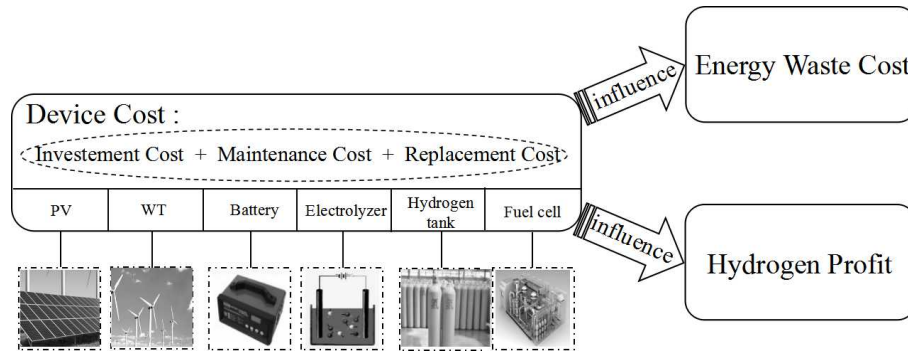 Device Cost :
Investement Cost + Maintenance Cost + Replacement Cost
PV
WT
Battery
Electrolyzer
Hydrogen
tank
Fuel cell
influence
Energy Waste Cost
influence
Hydrogen Profit